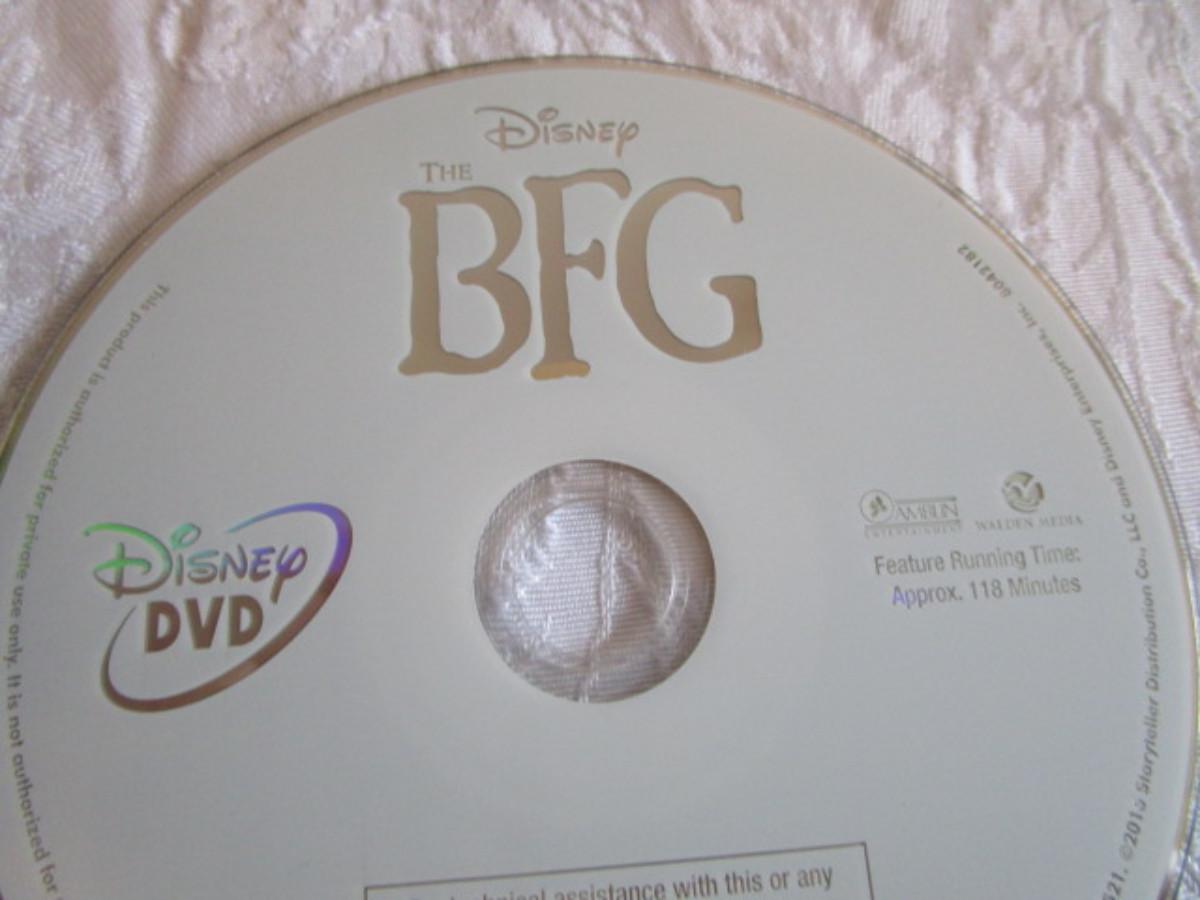 Disney
THE
BFG
This product is authorized for private use only. It is not authorized for
Disney
DVD
AMBLIN
ENTERTAINMENT
WALDEN MEDIA
Feature Running Time:
Approx. 118 Minutes
technical assistance with this or any
521. Storyteller Distribution Co., LLC and Disney Enterprises, Inc. 6042182